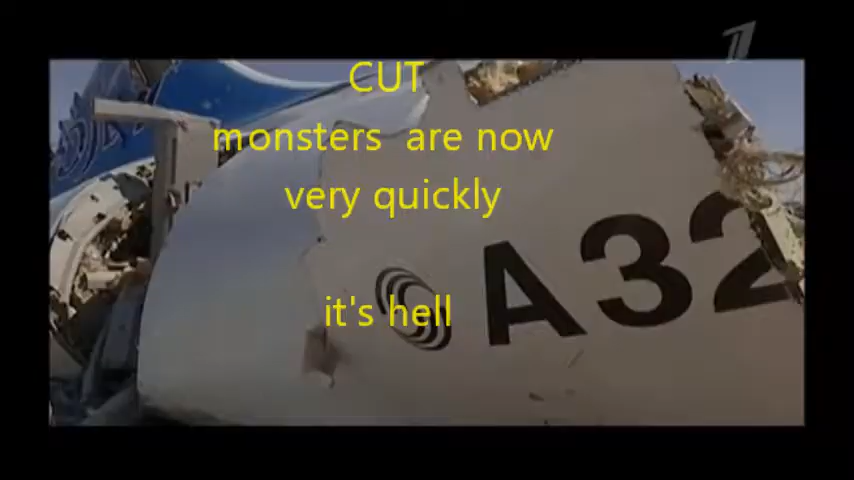 CUT
monsters  are now
very quickly
it's hell
A32